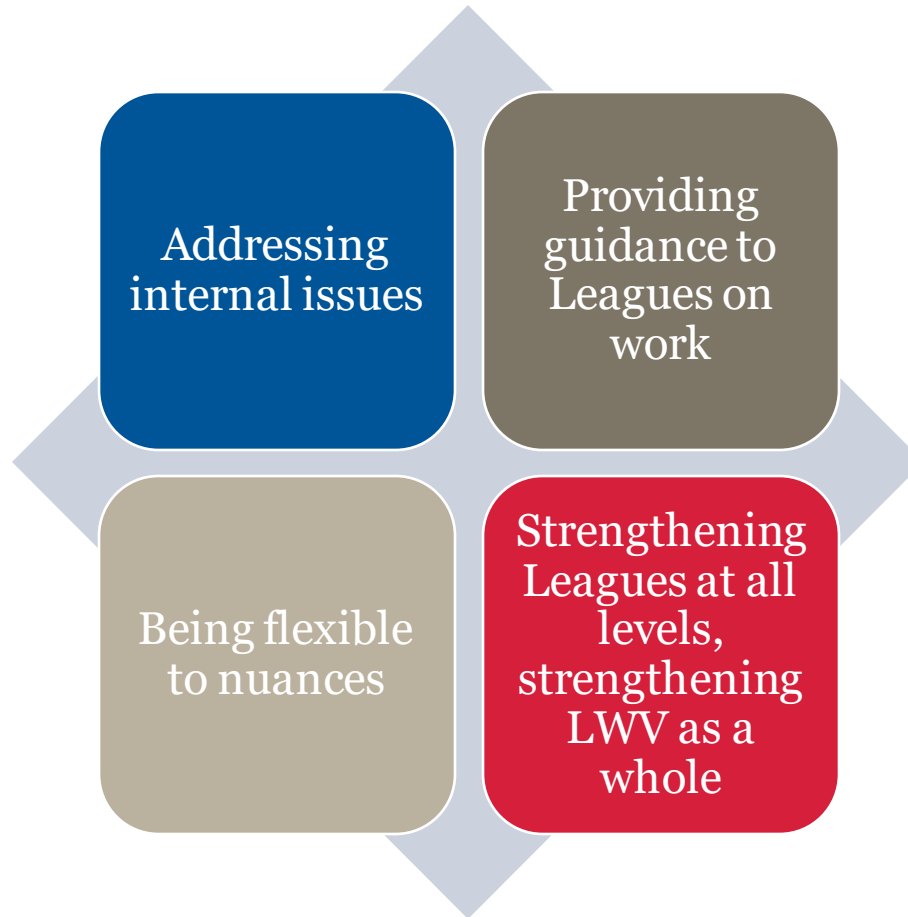 Addressing
internal issues
Providing
guidance to
Leagues on
work
Being flexible
to nuances
Strengthening
Leagues at all
levels,
strengthening
LWV as a
whole